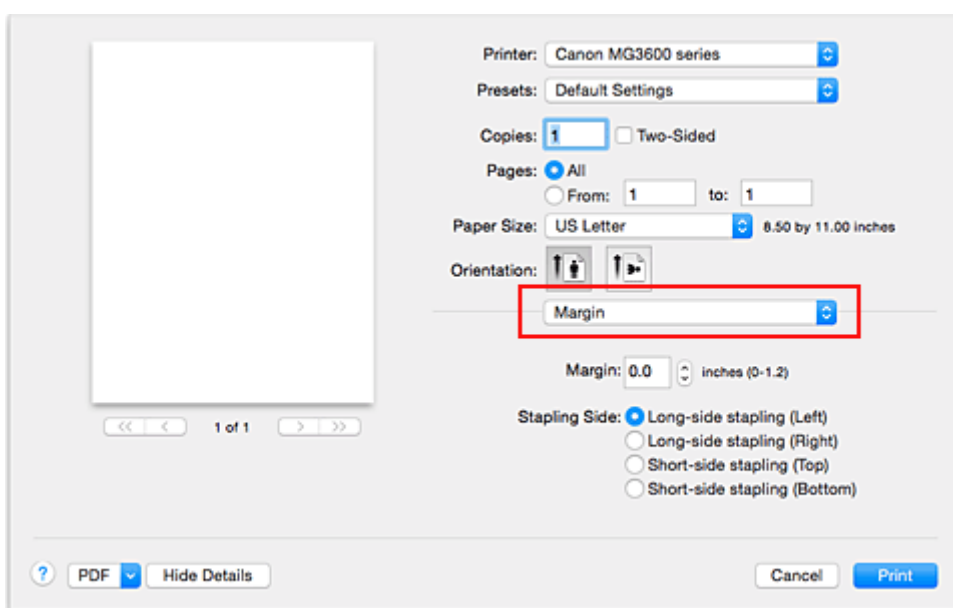 Printer: Canon MG3600 series
Presets: Default Settings
Copies: 1 Two-Sided
Pages: All
From: 1 to: 1
Paper Size: US Letter 8.50 by 11.00 inches
Orientation:
Margin
Margin: 0.0 inches (0-1.2)
Stapling Side: Long-side stapling (Left)
Long-side stapling (Right)
Short-side stapling (Top)
Short-side stapling (Bottom)
<< < 1 of 1 > >>
? PDF Hide Details Cancel Print